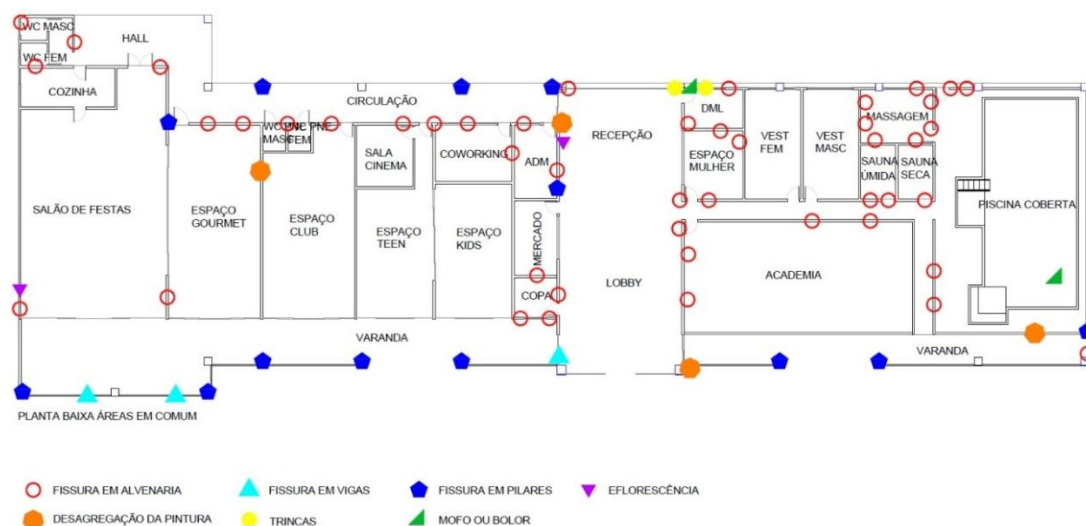 WC MASC
HALL
WC FEM
COZINHA
CIRCULAÇÃO
DML
RECEPÇÃO
MASSAGEM
WC PNE
MASC
PNE
FEM
VEST
FEM
VEST
MASC
SALA
CINEMA
COWORKING
ADM
ESPAÇO
MULHER
SAUNA
ÚMIDA
SAUNA
SECA
SALÃO DE FESTAS
ESPAÇO
GOURMET
ESPAÇO
CLUB
ESPAÇO
TEEN
ESPAÇO
KIDS
MERCADO
PISCINA COBERTA
ACADEMIA
LOBBY
COPA
VARANDA
VARANDA
PLANTA BAIXA ÁREAS EM COMUM
FISSURA EM ALVENARIA
FISSURA EM VIGAS
FISSURA EM PILARES
EFLORESCÊNCIA
DESAGREGAÇÃO DA PINTURA
TRINCAS
MOFO OU BOLOR